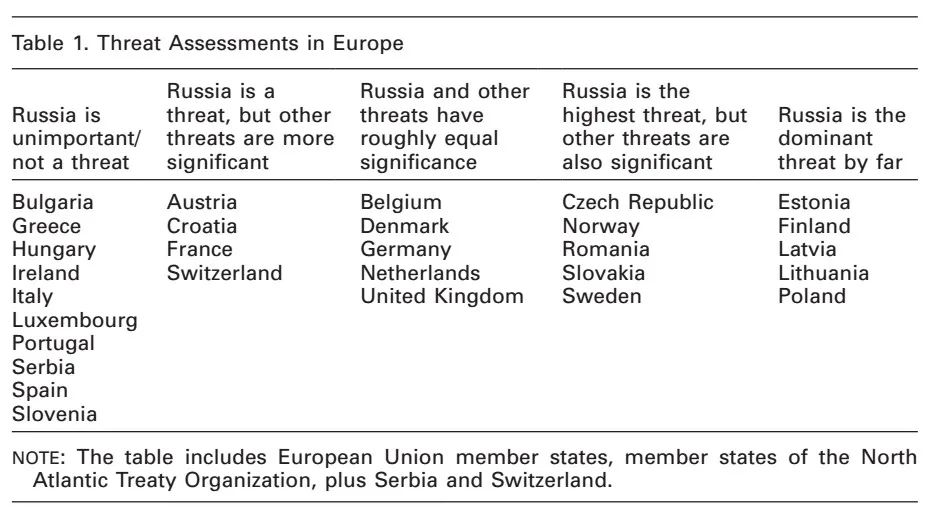 Table 1. Threat Assessments in Europe
Russia is unimportant/ not a threat
Russia is a threat, but other threats are more significant
Russia and other threats have roughly equal significance
Russia is the highest threat, but other threats are also significant
Russia is the dominant threat by far
Bulgaria Austria Belgium Czech Republic Estonia
Greece Croatia Denmark Norway Finland
Hungary France Germany Romania Latvia
Ireland Switzerland Netherlands Slovakia Lithuania
Italy United Kingdom Sweden Poland
Luxembourg
Portugal
Serbia
Spain
Slovenia
NOTE: The table includes European Union member states, member states of the North
Atlantic Treaty Organization, plus Serbia and Switzerland.